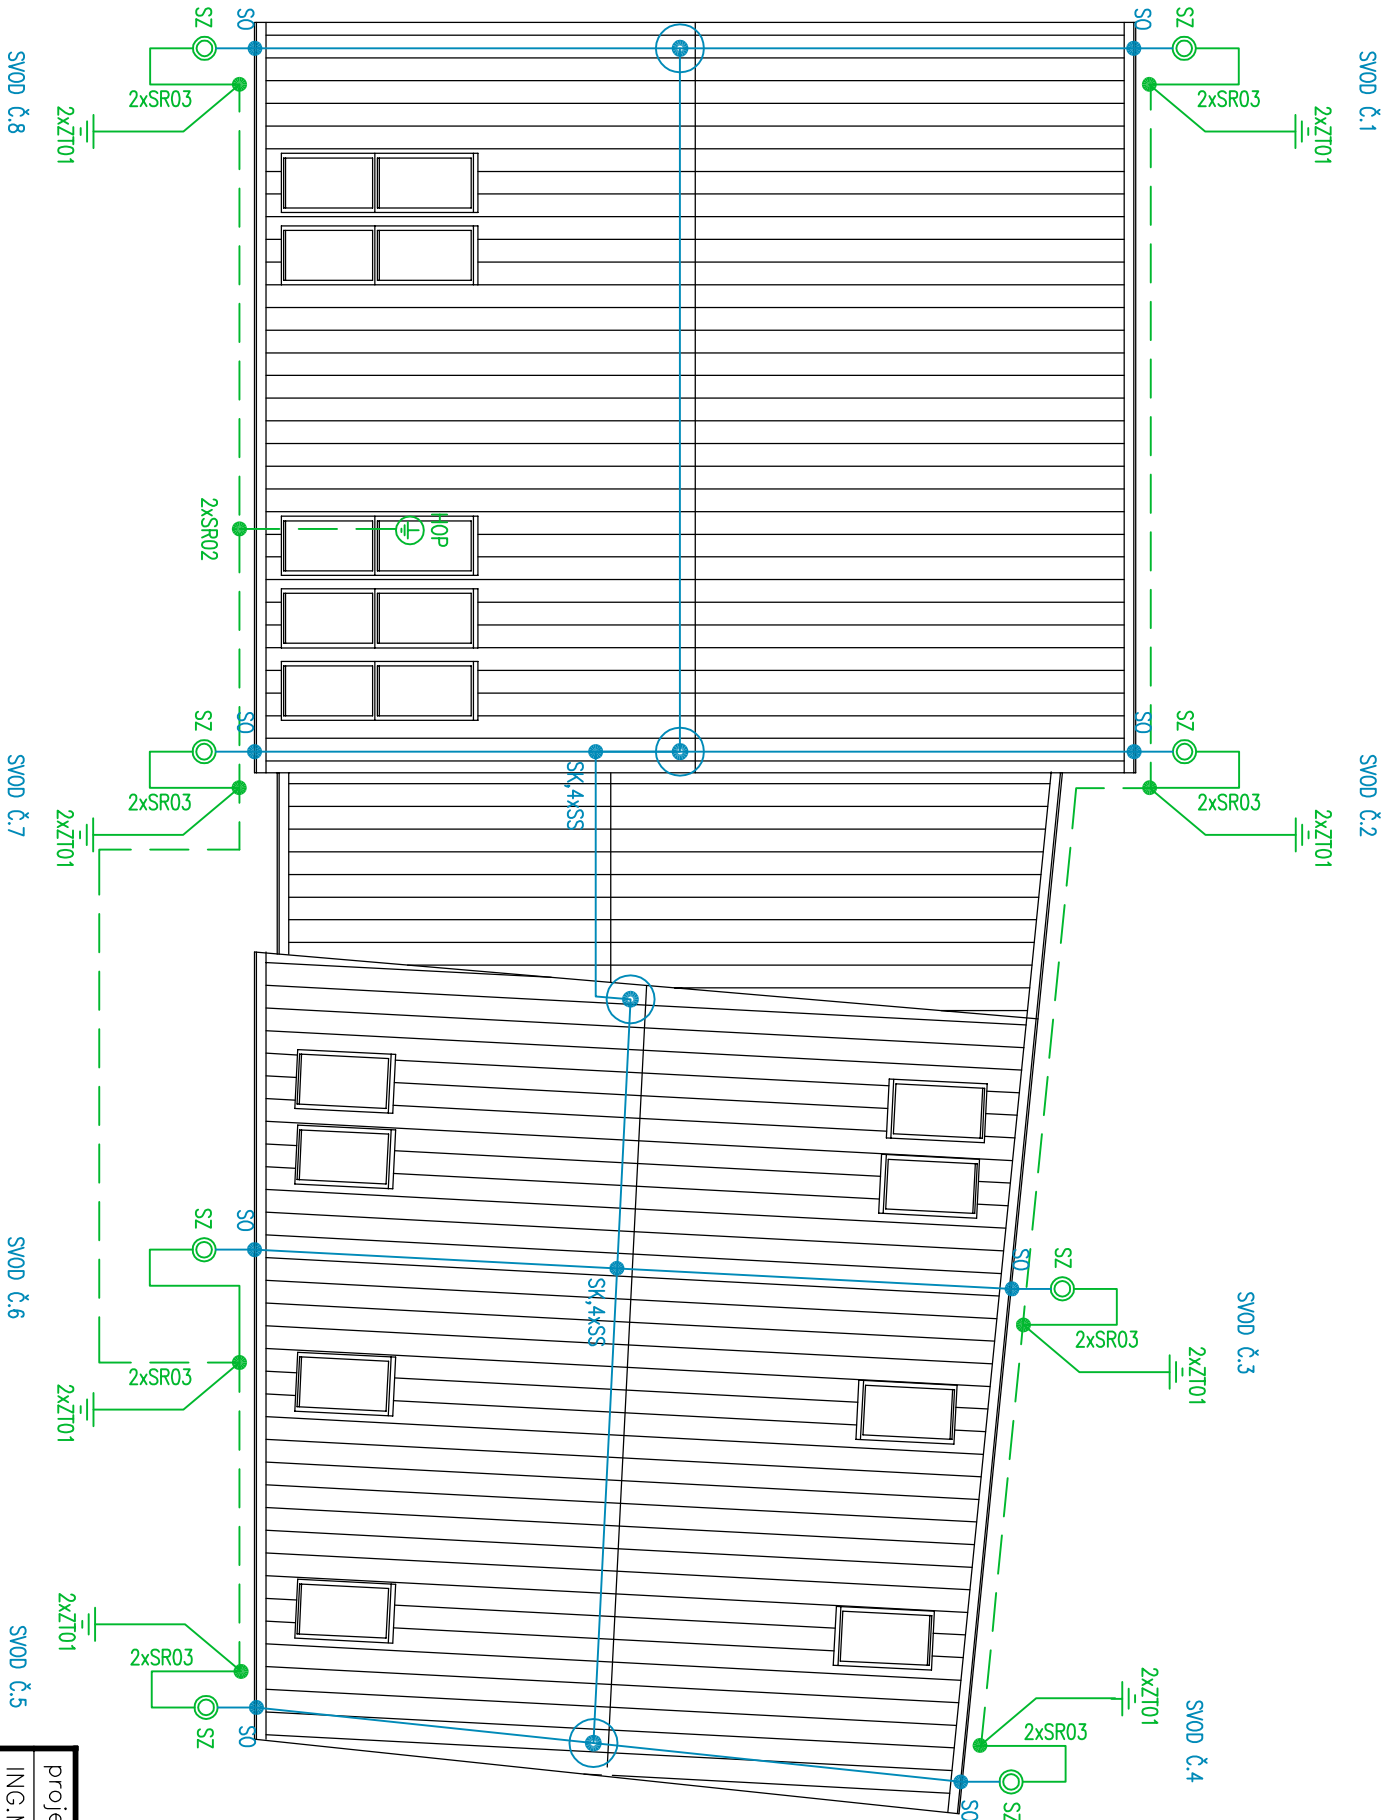 SO
SZ
SVOD Č.8
2xSR03
2xZT01
SO
SZ
SVOD Č.1
2xSR03
2xZT01
HOP
2xSR02
SO
SZ
SVOD Č.7
2xSR03
2xZT01
SK,4xSS
SO
SZ
SVOD Č.2
2xSR03
2xZT01
SO
SZ
SVOD Č.6
2xSR03
2xZT01
SK,4xSS
SO
SZ
SVOD Č.3
2xSR03
2xZT01
2xZT01
2xSR03
SVOD Č.5
SO
SZ
2xZT01
2xSR03
SVOD Č.4
SO
SZ
proje
ING.